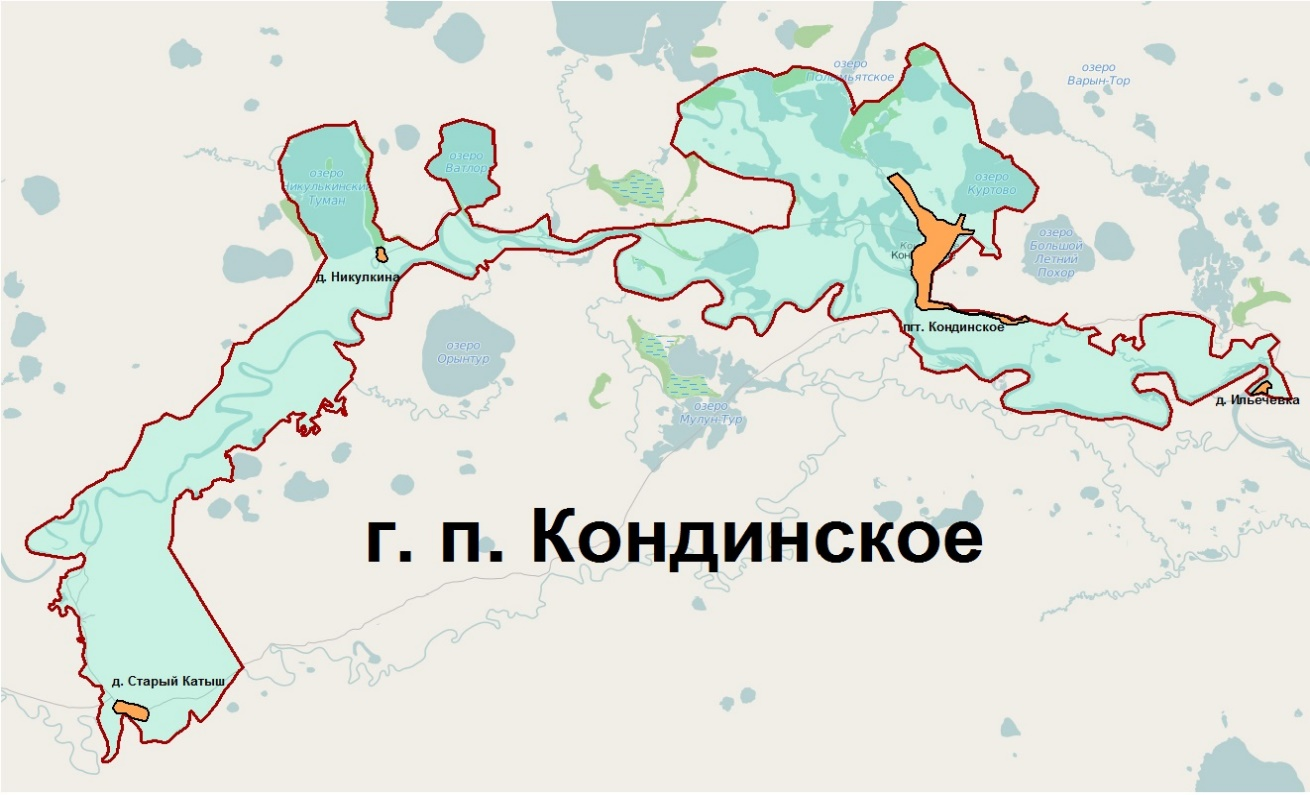 озеро
Польмьятское
озеро
Варын-Тор
озеро
Ватлор
озеро
Никулькинский
Туман
озеро
Куртово
озеро
Большой
Летний
Похор
д. Никулкина
пгт. Кондинское
озеро
Орынтур
д. Ильечевка
озеро
Мулун-Тур
г. п. Кондинское
д. Старый Катыш